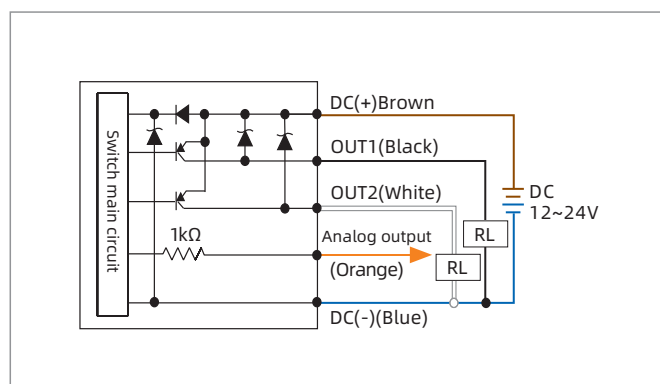 DC(+)Brown
OUT1(Black)
OUT2(White)
DC
12~24V
Switch main circuit
1kΩ
Analog output
(Orange)
RL
RL
DC(-)(Blue)